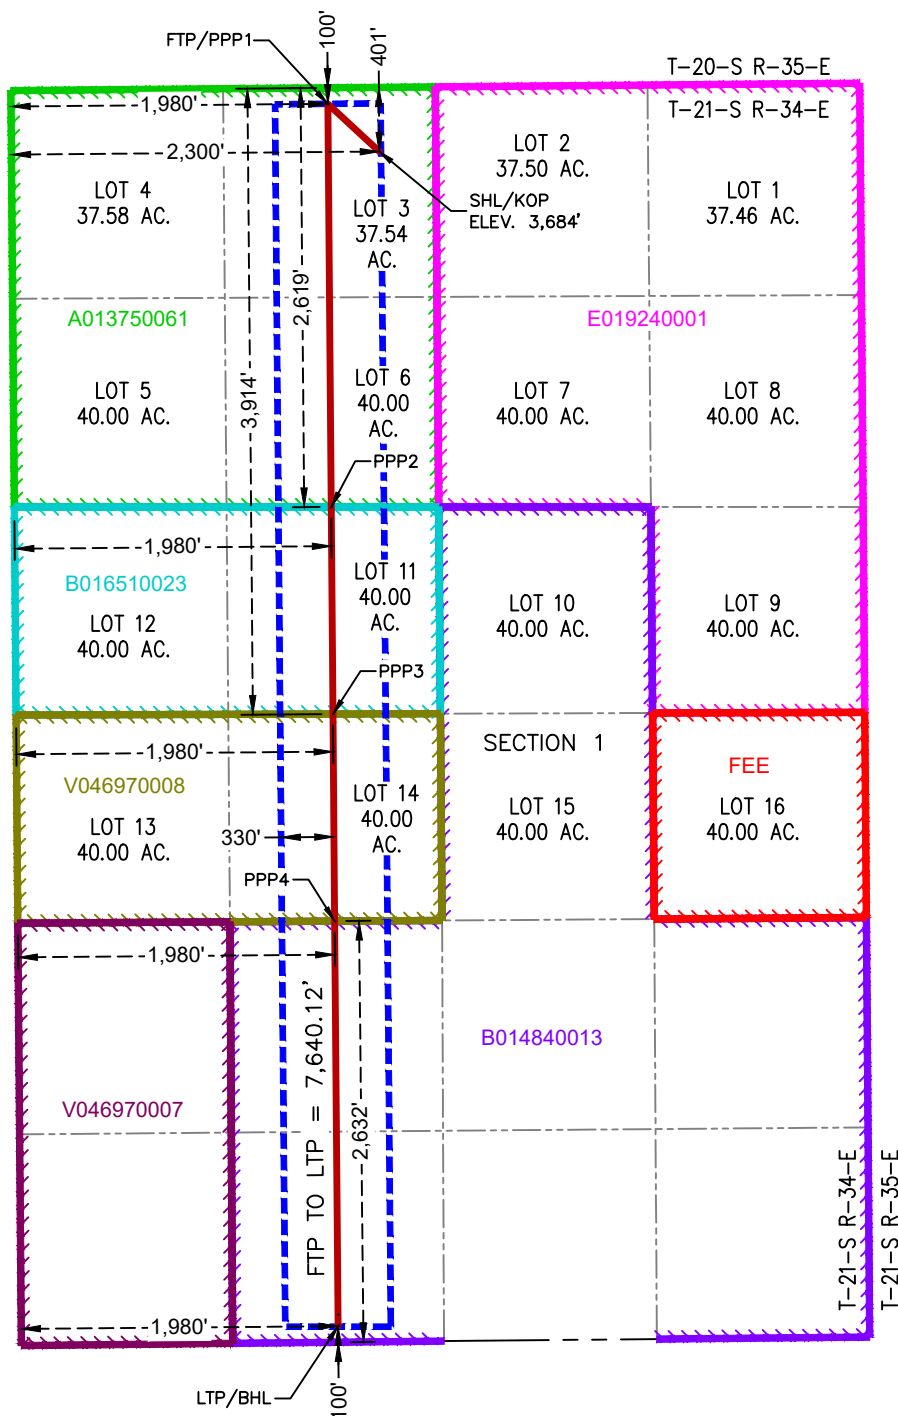 100'
FTP/PPP1
401'
T-20-S R-35-E
1,980'
T-21-S R-34-E
2,300'
LOT 2
37.50 AC.
LOT 4
37.58 AC.
LOT 3
37.54
AC.
SHL/KOP
ELEV. 3,684'
LOT 1
37.46 AC.
2,619'
A013750061
E019240001
3,914'
LOT 5
40.00 AC.
LOT 6
40.00
AC.
LOT 7
40.00 AC.
LOT 8
40.00 AC.
PPP2
1,980'
B016510023
LOT 12
40.00 AC.
LOT 11
40.00
AC.
LOT 10
40.00 AC.
LOT 9
40.00 AC.
PPP3
1,980'
SECTION 1
V046970008
FEE
LOT 13
40.00 AC.
LOT 14
40.00
AC.
LOT 15
40.00 AC.
LOT 16
40.00 AC.
330'
PPP4
1,980'
FTP TO LTP = 7,640.12'
B014840013
V046970007
2,632'
T-21-S R-34-E
T-21-S R-35-E
1,980'
LTP/BHL
100'